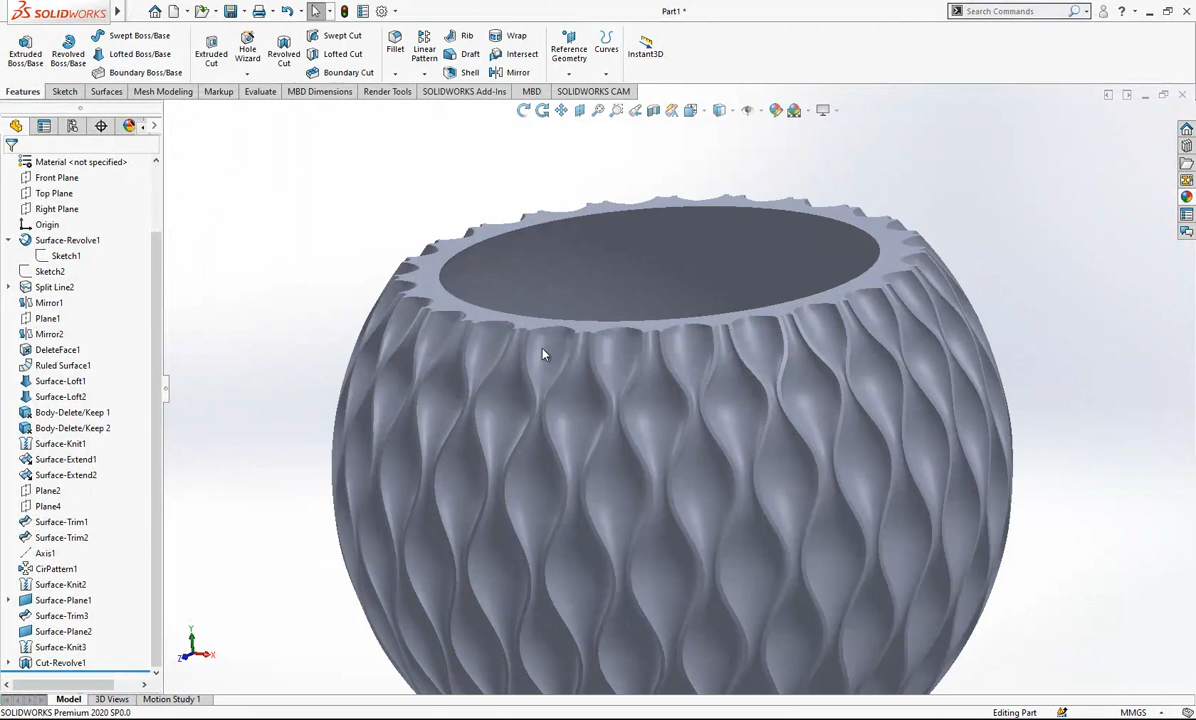 SOLIDWORKS
Part1 *
Search Commands
Extruded Boss/Base
Revolved Boss/Base
Swept Boss/Base
Lofted Boss/Base
Boundary Boss/Base
Extruded Cut
Hole Wizard
Revolved Cut
Swept Cut
Lofted Cut
Boundary Cut
Fillet
Linear Pattern
Rib
Draft
Shell
Wrap
Intersect
Mirror
Reference Geometry
Curves
Instant3D
Features
Sketch
Surfaces
Mesh Modeling
Markup
Evaluate
MBD Dimensions
Render Tools
SOLIDWORKS Add-Ins
MBD
SOLIDWORKS CAM
Material <not specified>
Front Plane
Top Plane
Right Plane
Origin
Surface-Revolve1
Sketch1
Sketch2
Split Line2
Mirror1
Plane1
Mirror2
DeleteFace1
Ruled Surface1
Surface-Loft1
Surface-Loft2
Body-Delete/Keep 1
Body-Delete/Keep 2
Surface-Knit1
Surface-Extend1
Surface-Extend2
Plane2
Plane4
Surface-Trim1
Surface-Trim2
Axis1
CirPattern1
Surface-Knit2
Surface-Plane1
Surface-Trim3
Surface-Plane2
Surface-Knit3
Cut-Revolve1
Y
Z
X
Model
3D Views
Motion Study 1
SOLIDWORKS Premium 2020 SP0.0
Editing Part
MMGS